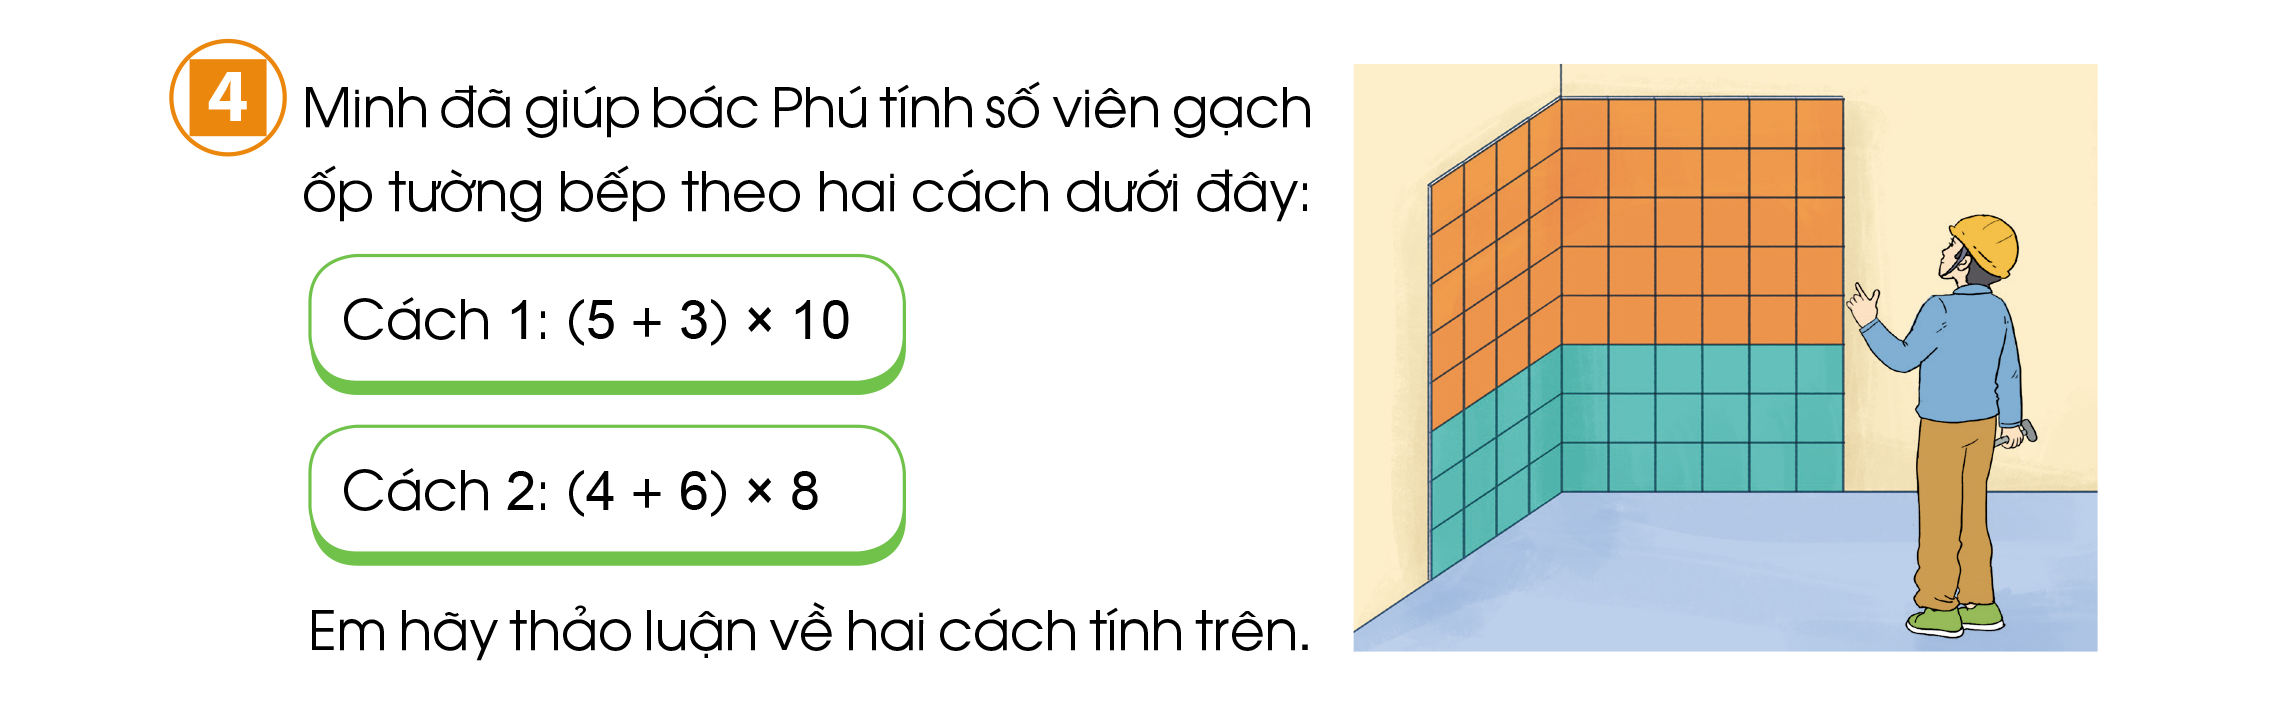 4
Minh đã giúp bác Phú tính số viên gạch
ốp tường bếp theo hai cách dưới đây:
Cách 1: (5 + 3) × 10
Cách 2: (4 + 6) × 8
Em hãy thảo luận về hai cách tính trên.